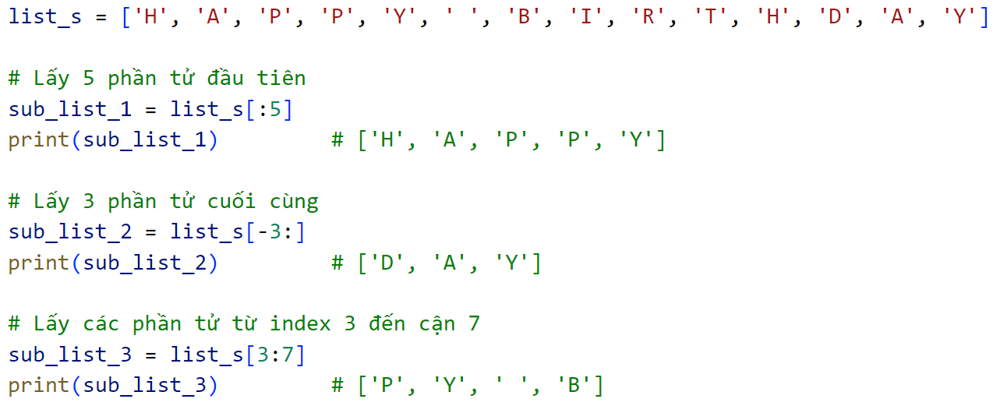 list_s = ['H', 'A', 'P', 'P', 'Y', ' ', 'B', 'I', 'R', 'T', 'H', 'D', 'A', 'Y']
# Lấy 5 phần tử đầu tiên
sub_list_1 = list_s[:5]
print(sub_list_1)         # ['H', 'A', 'P', 'P', 'Y']
# Lấy 3 phần tử cuối cùng
sub_list_2 = list_s[-3:]
print(sub_list_2)         # ['D', 'A', 'Y']
# Lấy các phần tử từ index 3 đến cận 7
sub_list_3 = list_s[3:7]
print(sub_list_3)         # ['P', 'Y', ' ', 'B']